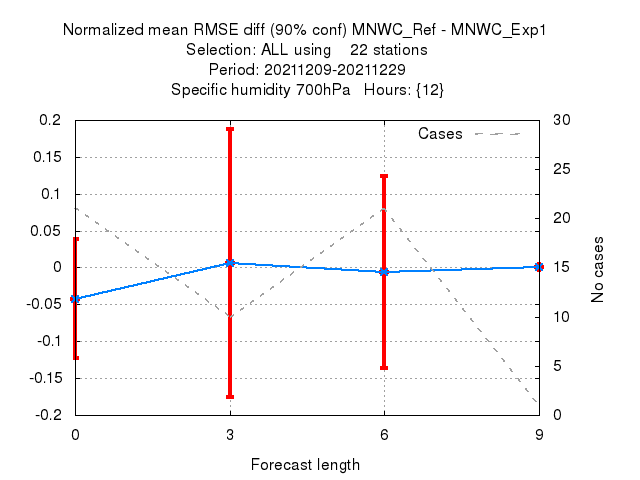 Normalized mean RMSE diff (90% conf) MNWC_Ref - MNWC_Exp1
Selection: ALL using    22 stations
Period: 20211209-20211229
Specific humidity 700hPa   Hours: {12}
Cases
0.2
0.15
0.1
0.05
0
-0.05
-0.1
-0.15
-0.2
30
25
20
15
10
5
0
No cases
0 3 6 9
Forecast length